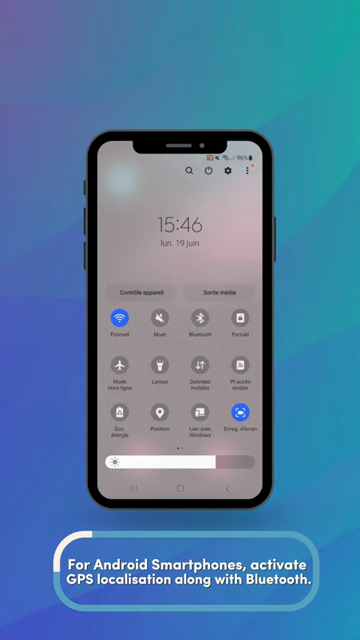 96%
15:46
lun. 19 juin
Contrôle appareil
Sortie média
Muet
Bluetooth
Portrait
Mode
Hors ligne
Lampe
Données
mobiles
Pt accès
mobile
Éco
énergie
Position
Lien avec
Windows
Enreg. d'écran
For Android Smartphones, activate
GPS localisation along with Bluetooth.